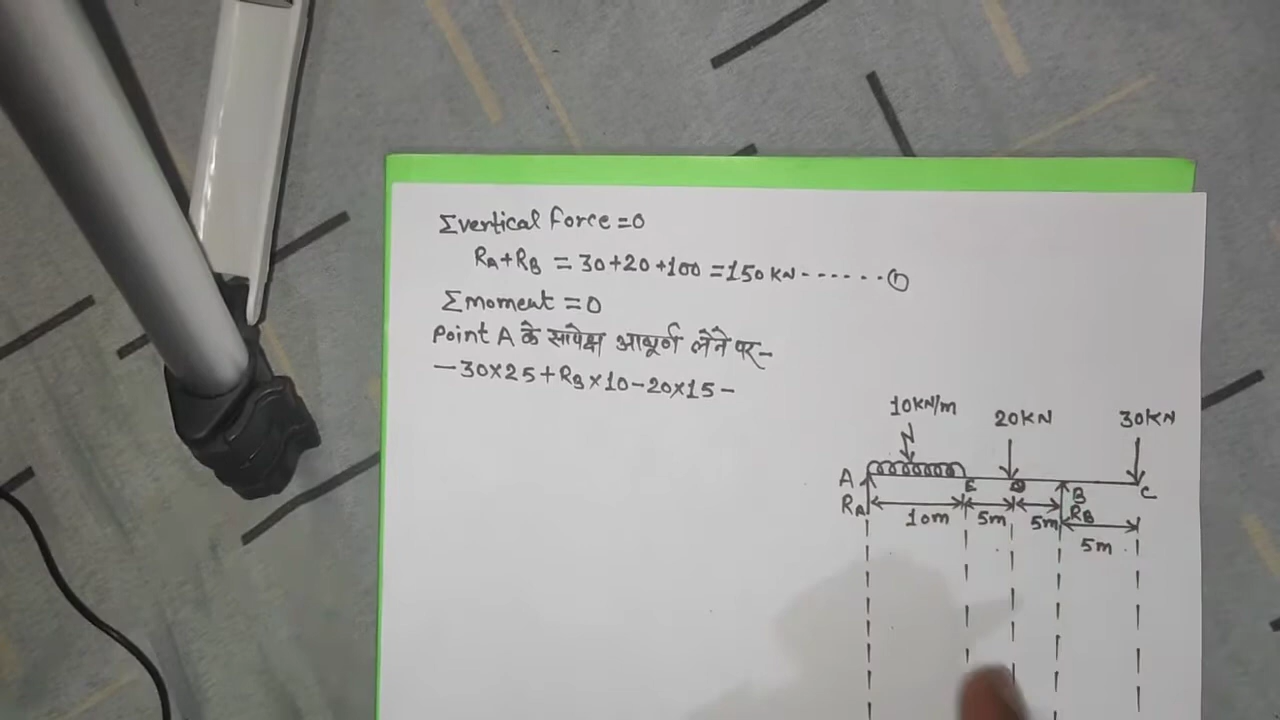 Σvertical force=0
RA+RB = 30+20+100 = 150 KN ------ ①
Σmoment = 0
Point A के सापेक्ष आघूर्ण लेने पर-
-30×25+RB×10-20×15-
10KN/m
20KN
30KN
A
E
D
B
C
RA
10m
5m
5m
RB
5m